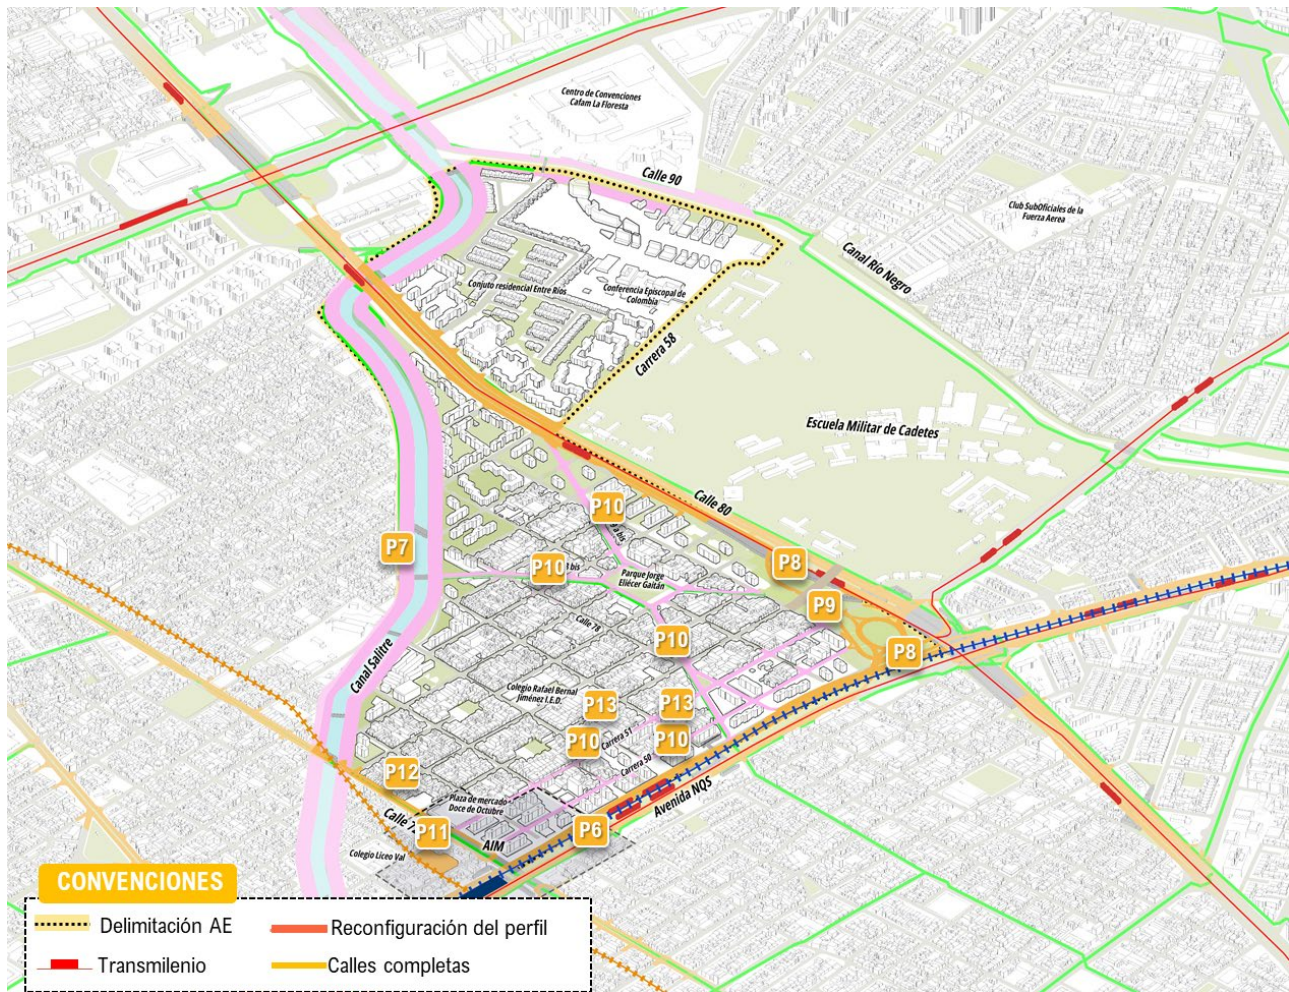 Centro de Convenciones
Cafam La Floresta
Calle 90
Club SubOficiales de la
Fuerza Aerea
Canal Río Negro
Conjuto residencial Entre Ríos
Conferencia Episcopal de
Colombia
Carrera 58
Escuela Militar de Cadetes
Calle 80
P10
bis
P7
P10
bis
Parque Jorge
Eliécer Gaitán
P8
P9
Calle 78
P10
P8
Canal Salitre
Colegio Rafael Bernal
Jiménez I.E.D.
P13
P13
P10
Carrera 51
P10
Carrera 50
P12
Avenida NQS
Plaza de mercado
Doce de Octubre
Calle
P11
AIM
P6
Colegio Liceo Val
CONVENCIONES
Delimitación AE
Reconfiguración del perfil
Transmilenio
Calles completas